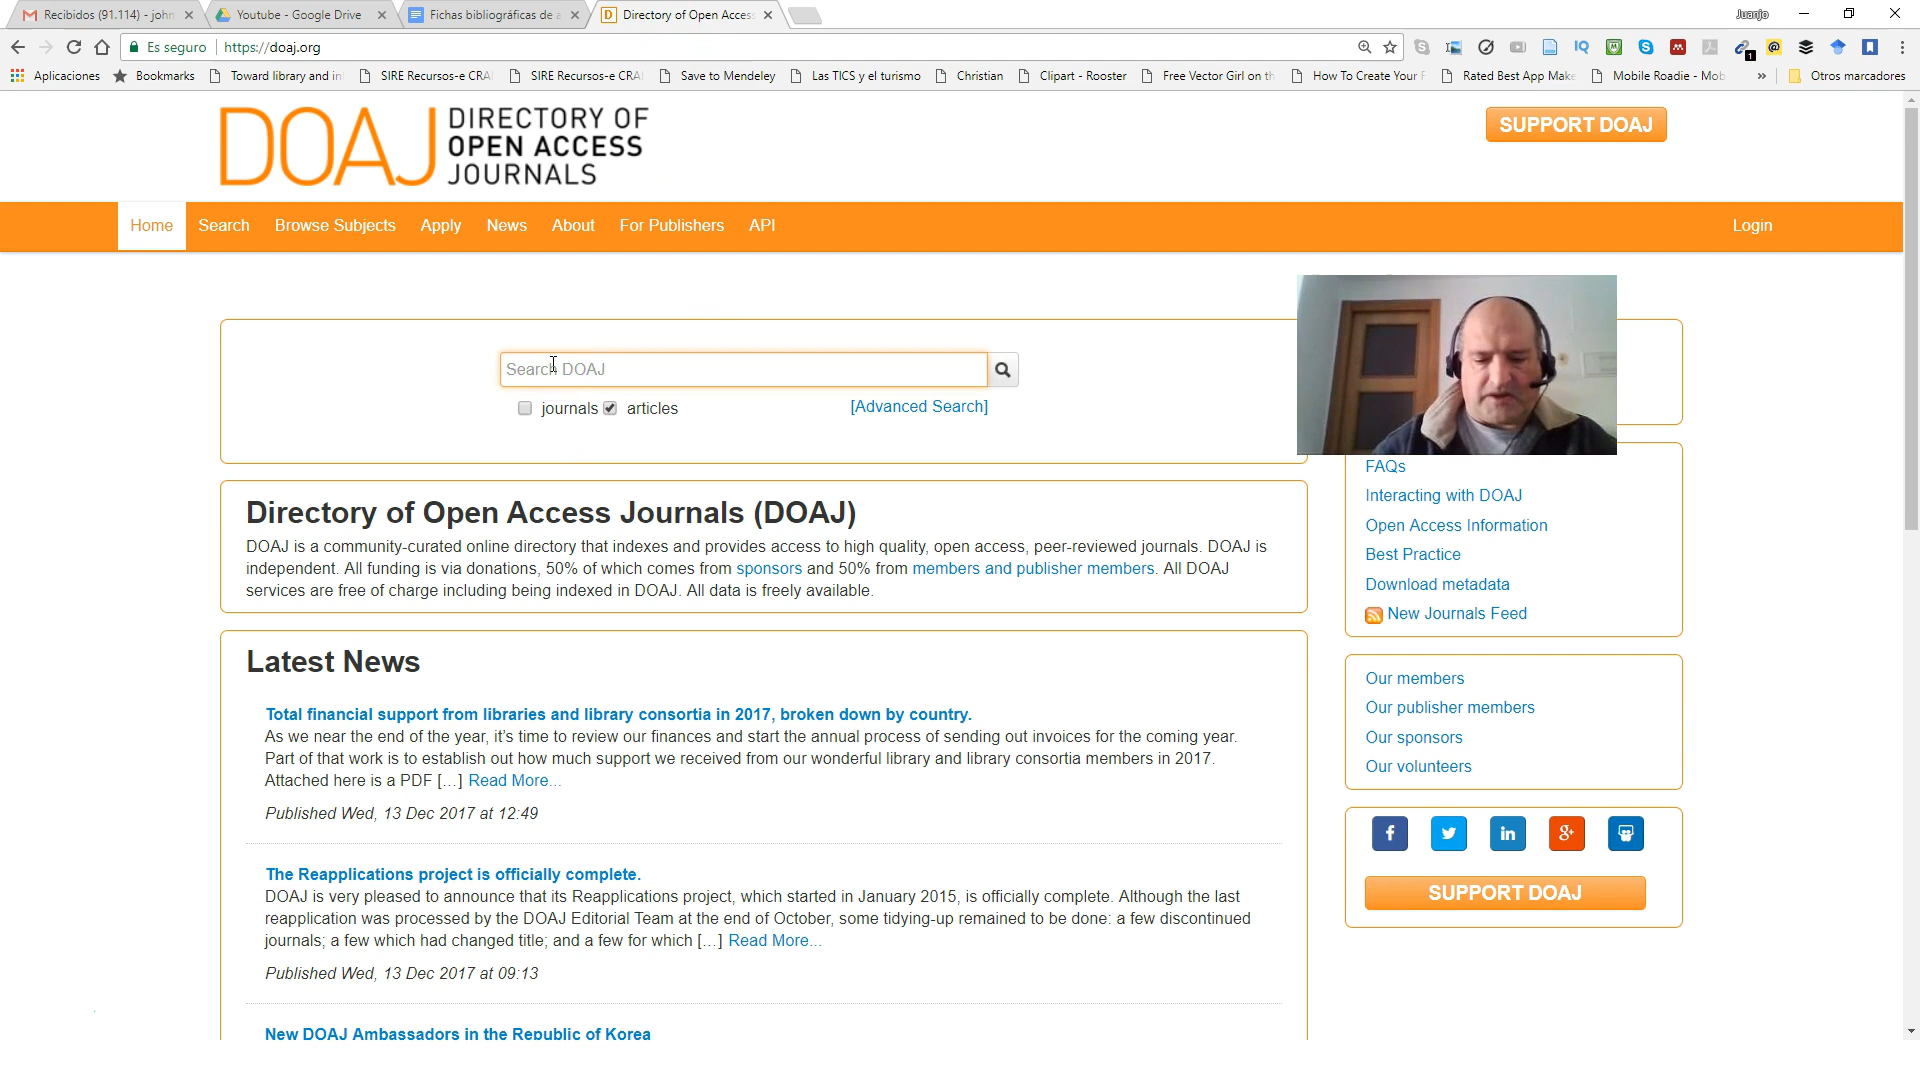 Recibidos (91.114) - john
Youtube - Google Drive
Fichas bibliográficas de a
Directory of Open Access
Juanjo
Es seguro
https://doaj.org
Aplicaciones
Bookmarks
Toward library and in
SIRE Recursos-e CRA
SIRE Recursos-e CRA
Save to Mendeley
Las TICS y el turismo
Christian
Clipart - Rooster
Free Vector Girl on th
How To Create Your F
Rated Best App Make
Mobile Roadie - Mob
»
Otros marcadores
DOAJ
DIRECTORY OF
OPEN ACCESS
JOURNALS
SUPPORT DOAJ
Home
Search
Browse Subjects
Apply
News
About
For Publishers
API
Login
Search DOAJ
journals
articles
[Advanced Search]
Directory of Open Access Journals (DOAJ)
DOAJ is a community-curated online directory that indexes and provides access to high quality, open access, peer-reviewed journals. DOAJ is
independent. All funding is via donations, 50% of which comes from sponsors and 50% from members and publisher members. All DOAJ
services are free of charge including being indexed in DOAJ. All data is freely available.
Latest News
Total financial support from libraries and library consortia in 2017, broken down by country.
As we near the end of the year, it’s time to review our finances and start the annual process of sending out invoices for the coming year.
Part of that work is to establish out how much support we received from our wonderful library and library consortia members in 2017.
Attached here is a PDF […] Read More...
Published Wed, 13 Dec 2017 at 12:49
The Reapplications project is officially complete.
DOAJ is very pleased to announce that its Reapplications project, which started in January 2015, is officially complete. Although the last
reapplication was processed by the DOAJ Editorial Team at the end of October, some tidying-up remained to be done: a few discontinued
journals; a few which had changed title; and a few for which […] Read More...
Published Wed, 13 Dec 2017 at 09:13
New DOAJ Ambassadors in the Republic of Korea
FAQs
Interacting with DOAJ
Open Access Information
Best Practice
Download metadata
New Journals Feed
Our members
Our publisher members
Our sponsors
Our volunteers
SUPPORT DOAJ